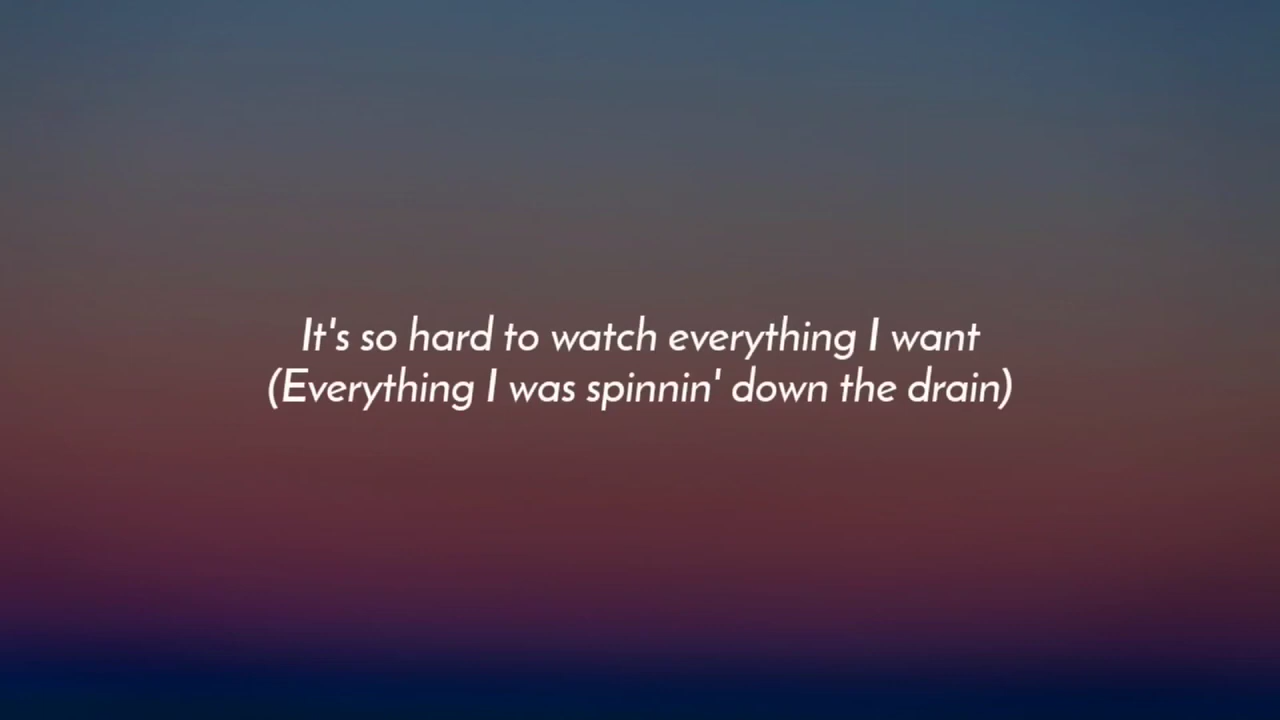 It's so hard to watch everything I want
(Everything I was spinnin' down the drain)